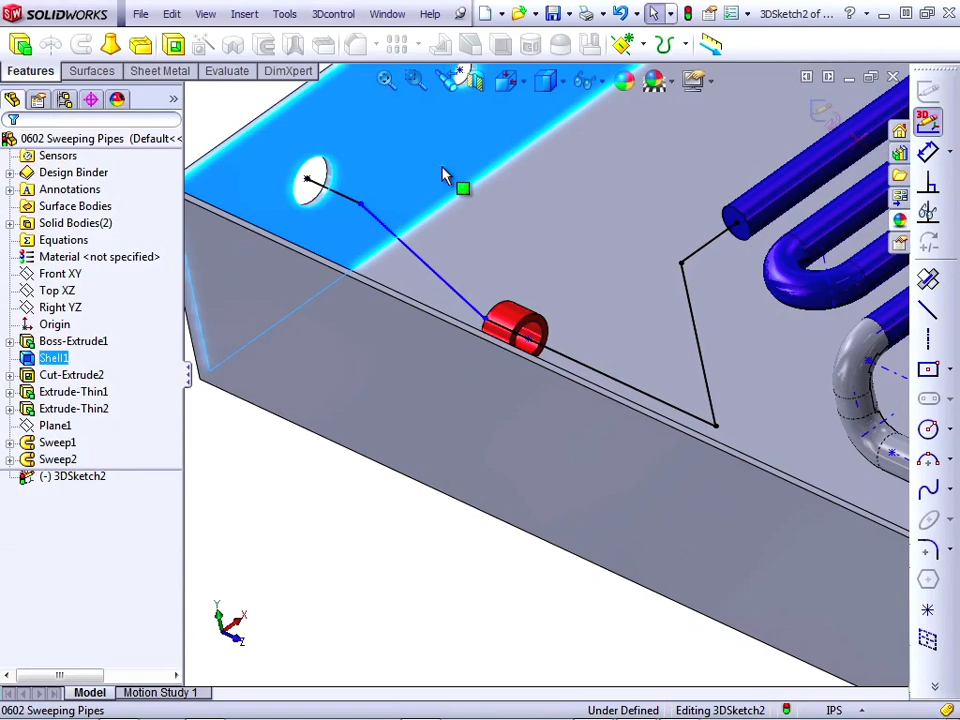 SOLIDWORKS File Edit View Insert Tools 3Dcontrol Window Help 3DSketch2 of ...
Features Surfaces Sheet Metal Evaluate DimXpert
0602 Sweeping Pipes (Default<<
Sensors
Design Binder
Annotations
Surface Bodies
Solid Bodies(2)
Equations
Material <not specified>
Front XY
Top XZ
Right YZ
Origin
Boss-Extrude1
Shell1
Cut-Extrude2
Extrude-Thin1
Extrude-Thin2
Plane1
Sweep1
Sweep2
(-) 3DSketch2
3D
Y
X
Z
Model Motion Study 1
0602 Sweeping Pipes Under Defined Editing 3DSketch2 IPS